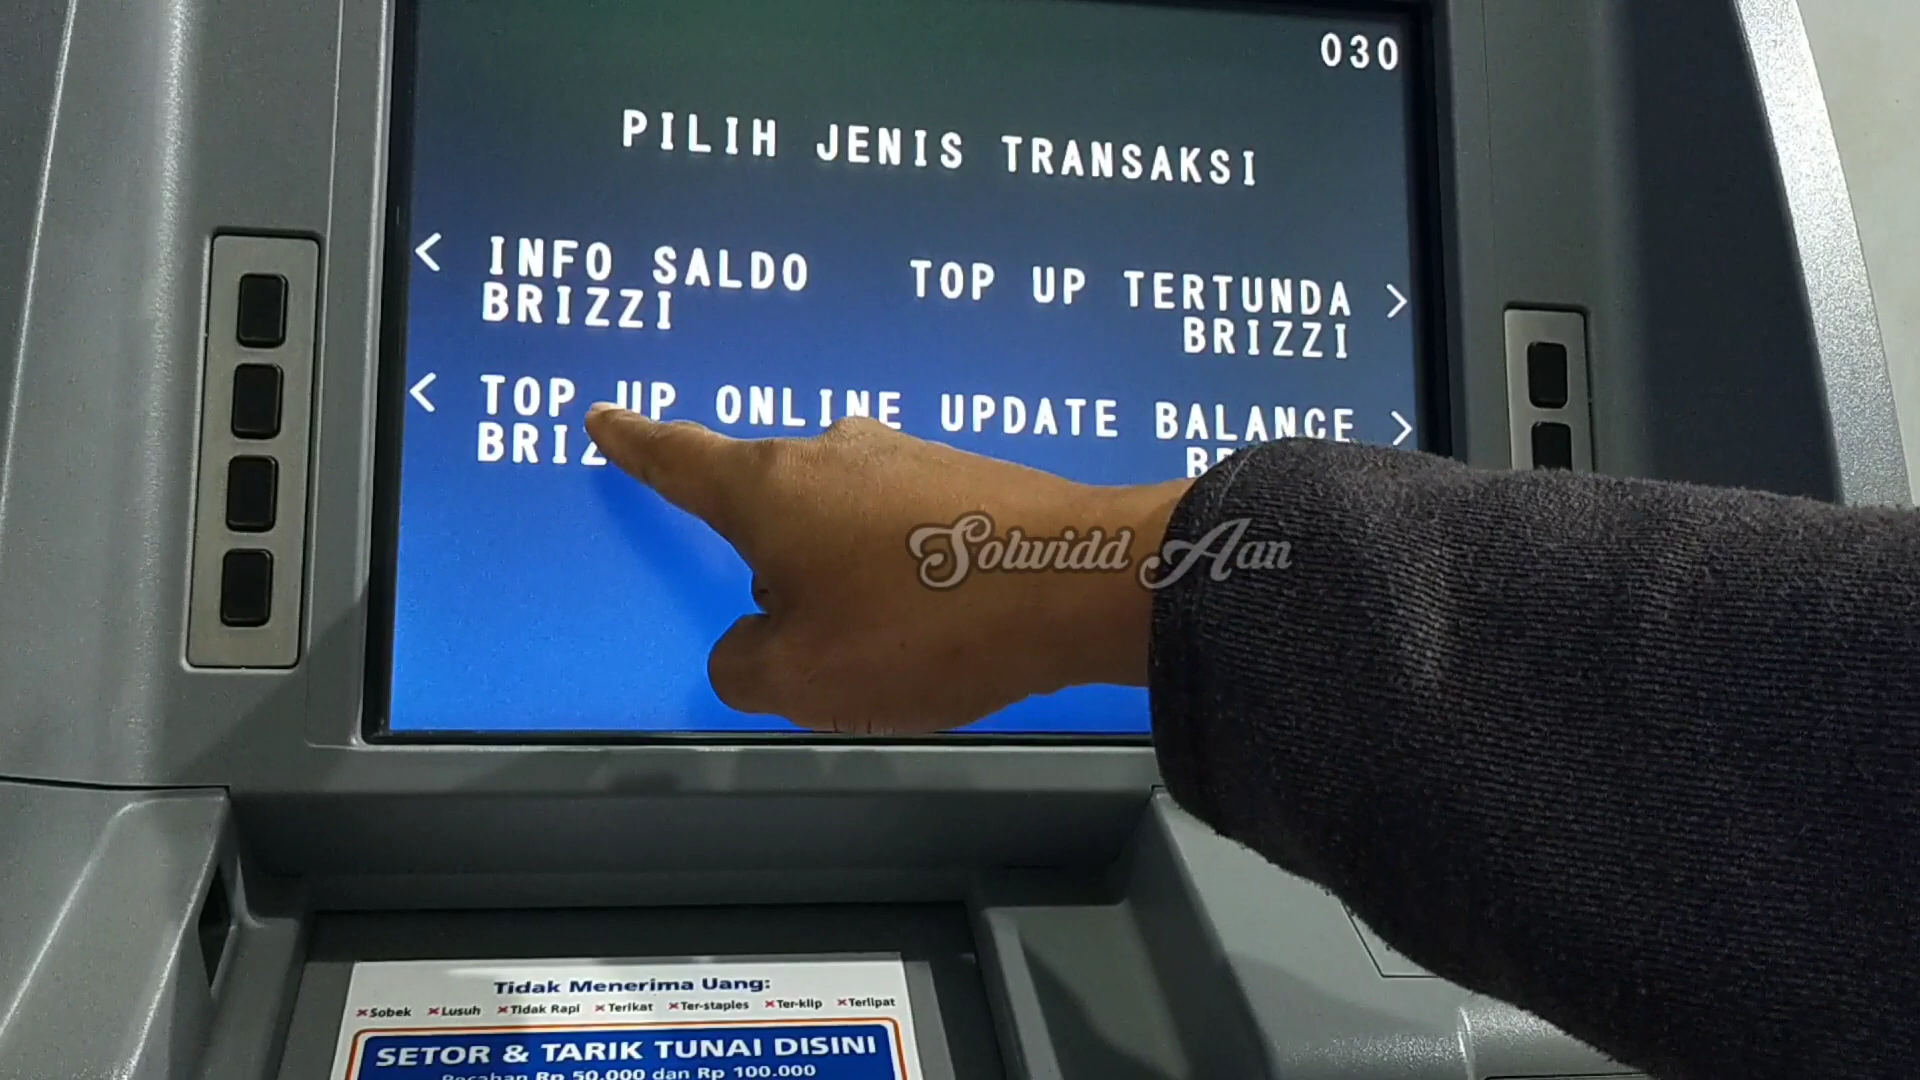 030
PILIH JENIS TRANSAKSI
< INFO SALDO
BRIZZI
TOP UP TERTUNDA >
BRIZZI
< TOP UP ONLINE
UPDATE BALANCE >
Solvidd Aan
Tidak Menerima Uang:
×Sobek ×Lusuh ×Tidak Rapi ×Terikat ×Ter-staples ×Ter-klip ×Terlipat
SETOR & TARIK TUNAI DISINI
Pecahan Rp 50.000 dan Rp 100.000